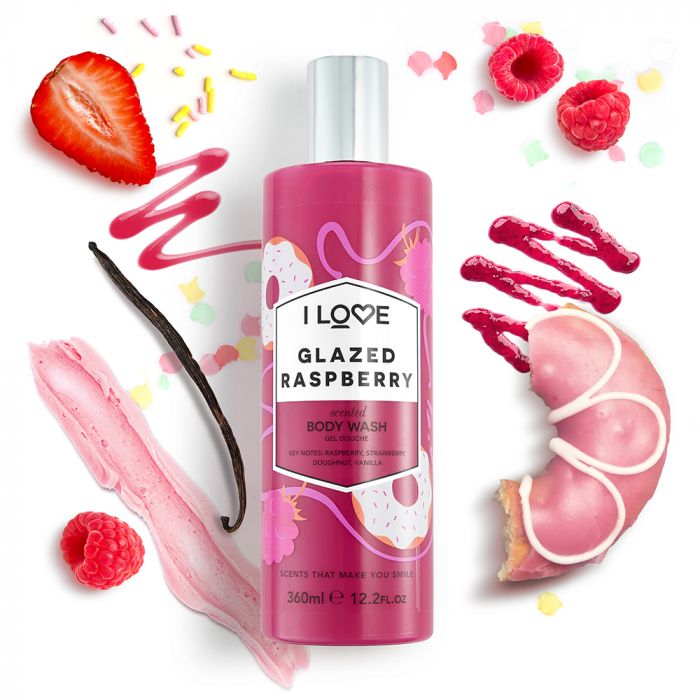 I LOVE
GLAZED
RASPBERRY
scented
BODY WASH
GEL DOUCHE
KEY NOTES: RASPBERRY, STRAWBERRY,
DOUGHNUT, VANILLA
SCENTS THAT MAKE YOU SMILE
360ml ℮ 12.2FL.OZ